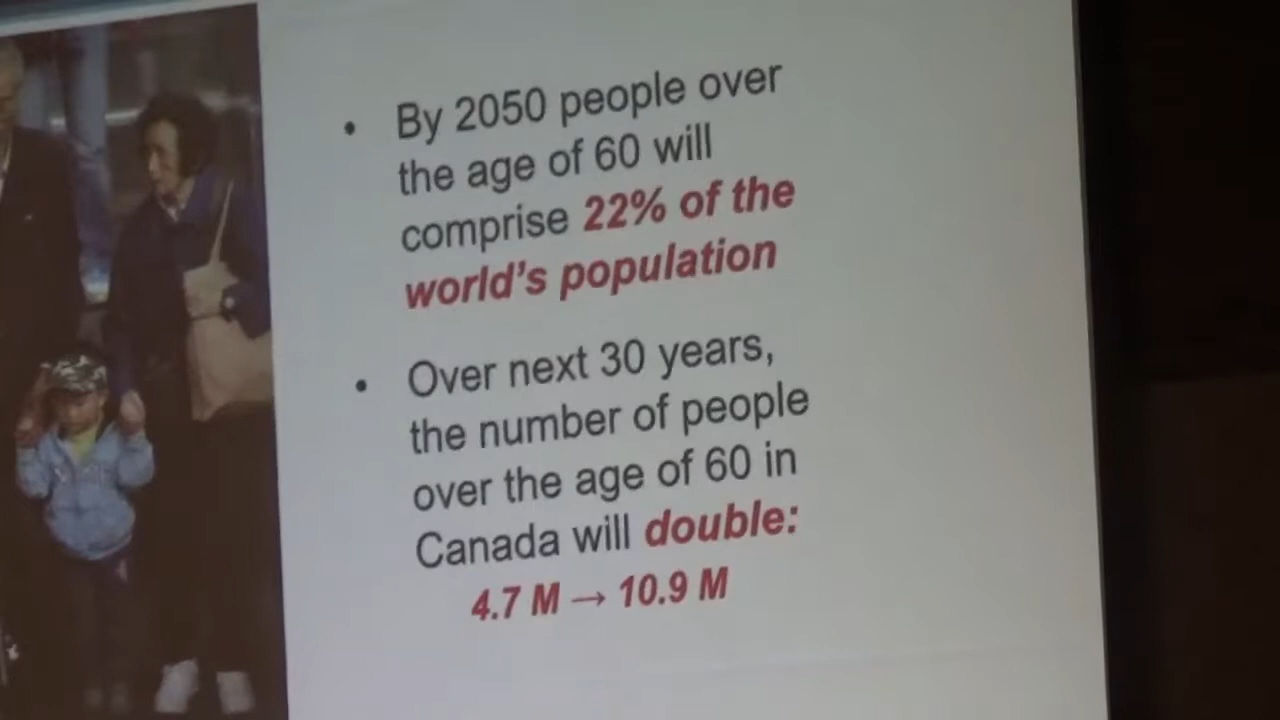 • By 2050 people over
the age of 60 will
comprise 22% of the
world's population
• Over next 30 years,
the number of people
over the age of 60 in
Canada will double:
4.7 M → 10.9 M